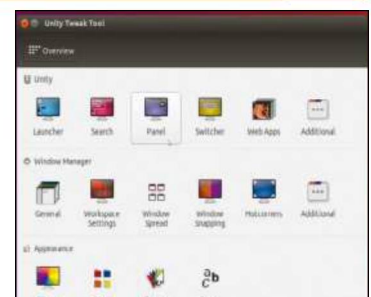 Unity Tweak Tool
Overview
Unity
Launcher Search Panel Switcher Web Apps Additional
Window Manager
General Workspace Settings Window Spread Window Snapping Hotcorners Additional
Appearance